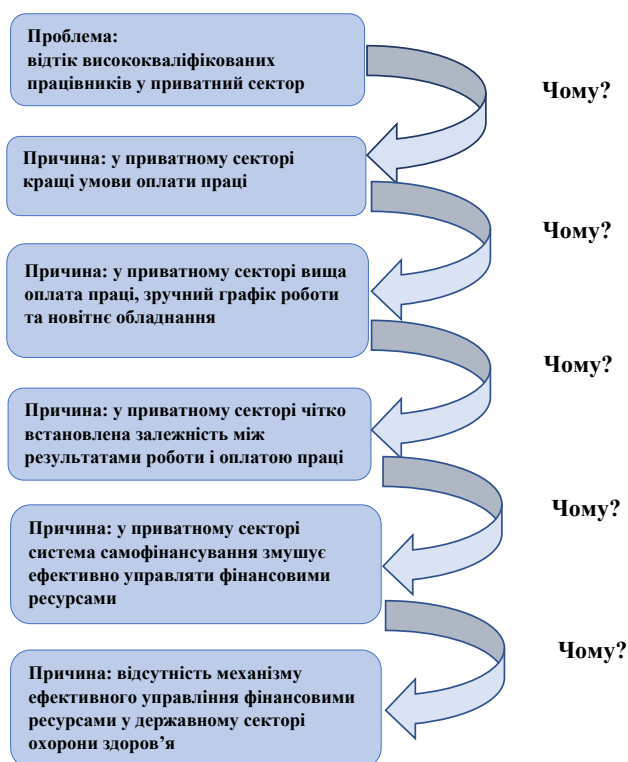 Проблема:
відтік висококваліфікованих
працівників у приватний сектор
Чому?
Причина: у приватному секторі
кращі умови оплати праці
Чому?
Причина: у приватному секторі вища
оплата праці, зручний графік роботи
та новітнє обладнання
Чому?
Причина: у приватному секторі чітко
встановлена залежність між
результатами роботи і оплатою праці
Чому?
Причина: у приватному секторі
система самофінансування змушує
ефективно управляти фінансовими
ресурсами
Чому?
Причина: відсутність механізму
ефективного управління фінансовими
ресурсами у державному секторі
охорони здоров’я